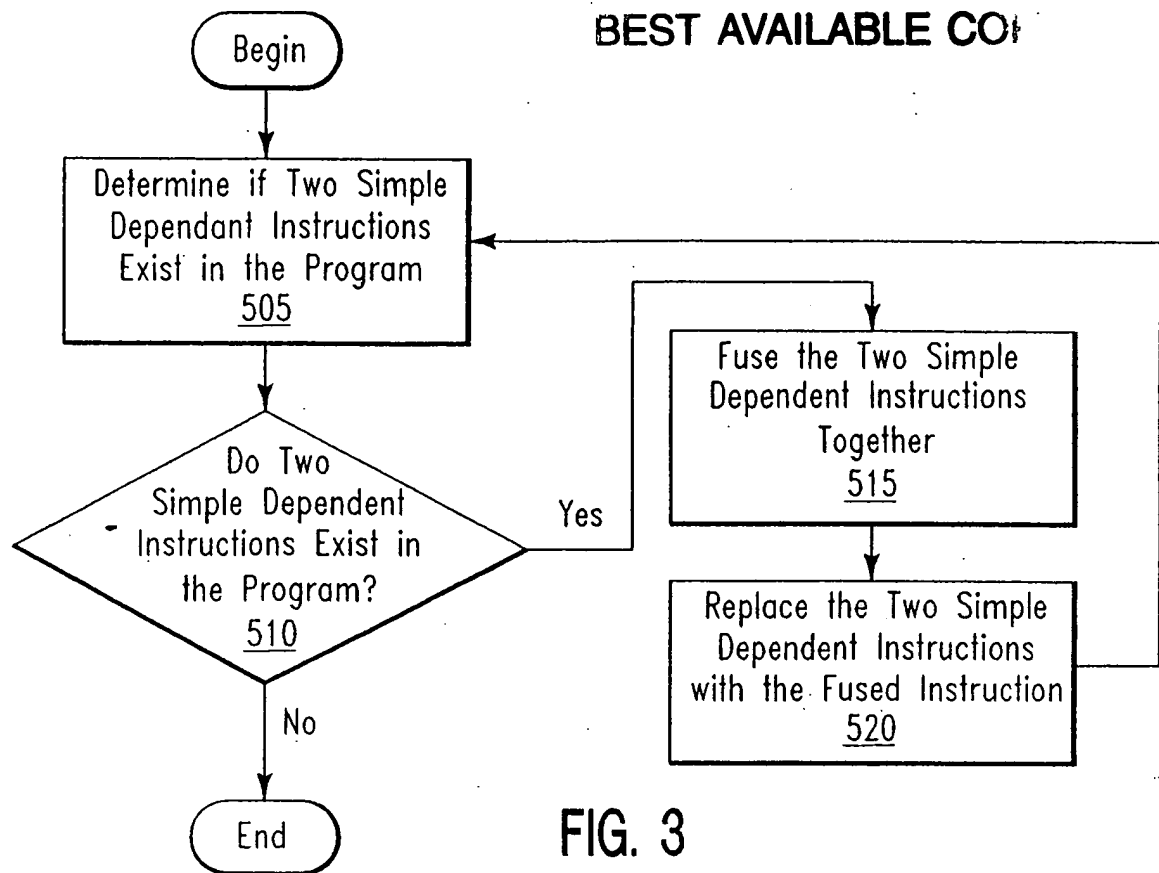 BEST AVAILABLE
Begin
Determine if Two Simple
Dependant Instructions
Exist in the Program
505
Do Two
Simple Dependent
Instructions Exist in
the Program?
510
Yes
No
Fuse the Two Simple
Dependent Instructions
Together
515
Replace the Two Simple
Dependent Instructions
with the Fused Instruction
520
End
FIG. 3